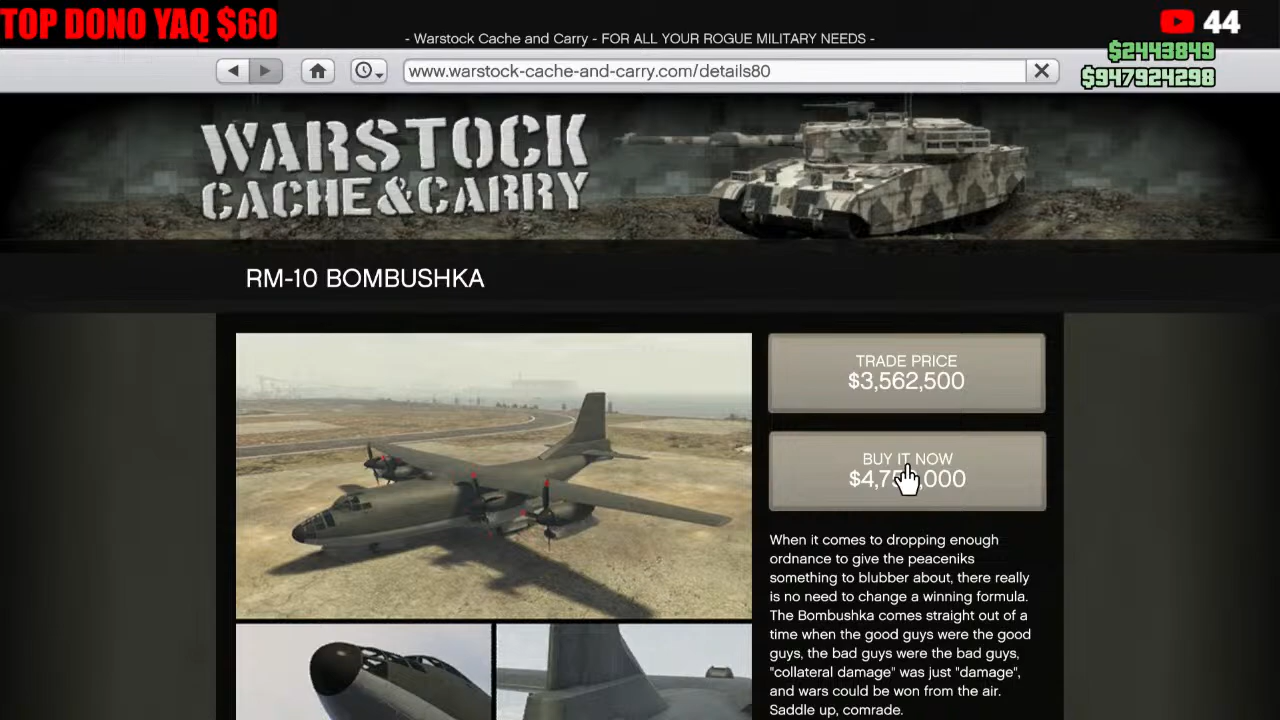 TOP DONO YAQ $60
- Warstock Cache and Carry - FOR ALL YOUR ROGUE MILITARY NEEDS -
44
$2443849
www.warstock-cache-and-carry.com/details80
$947924298
WARSTOCK
CACHE&CARRY
RM-10 BOMBUSHKA
TRADE PRICE
$3,562,500
BUY IT NOW
When it comes to dropping enough
ordnance to give the peaceniks
something to blubber about, there really
is no need to change a winning formula.
The Bombushka comes straight out of a
time when the good guys were the good
guys, the bad guys were the bad guys,
"collateral damage" was just "damage",
and wars could be won from the air.
Saddle up, comrade.